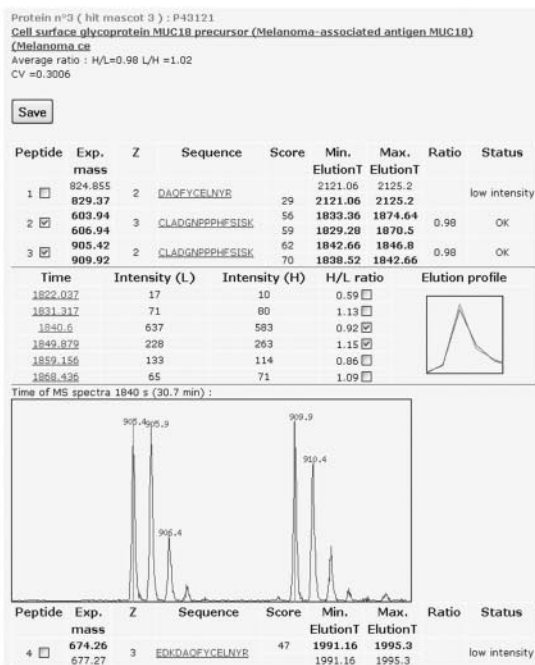 Protein n°3 ( hit mascot 3 ) : P43121
Cell surface glycoprotein MUC18 precursor (Melanoma-associated antigen MUC18)
(Melanoma ce
Average ratio : H/L=0.98 L/H =1.02
CV =0.3006
Save
Peptide Exp. mass Z Sequence Score Min. ElutionT Max. ElutionT Ratio Status
824.855 2121.06 2125.2
1 2 DAQFYCELNYR low intensity
829.37 29 2121.06 2125.2
603.94 56 1833.36 1874.64
2 3 CLADGNPPPHFSISK 0.98 OK
606.94 59 1829.28 1870.5
905.42 62 1842.66 1846.8
3 2 CLADGNPPPHFSISK 0.98 OK
909.92 70 1838.52 1842.66
Time Intensity (L) Intensity (H) H/L ratio Elution profile
1822.037 17 10 0.59
1831.317 71 80 1.13
1840.6 637 583 0.92
1849.879 228 263 1.15
1859.156 133 114 0.86
1868.436 65 71 1.09
Time of MS spectra 1840 s (30.7 min) :
905.4 905.9 909.9
910.4
906.4
Peptide Exp. mass Z Sequence Score Min. ElutionT Max. ElutionT Ratio Status
674.26 47 1991.16 1995.3
4 3 EDKDAQFYCELNYR low intensity
677.27 1991.16 1995.3